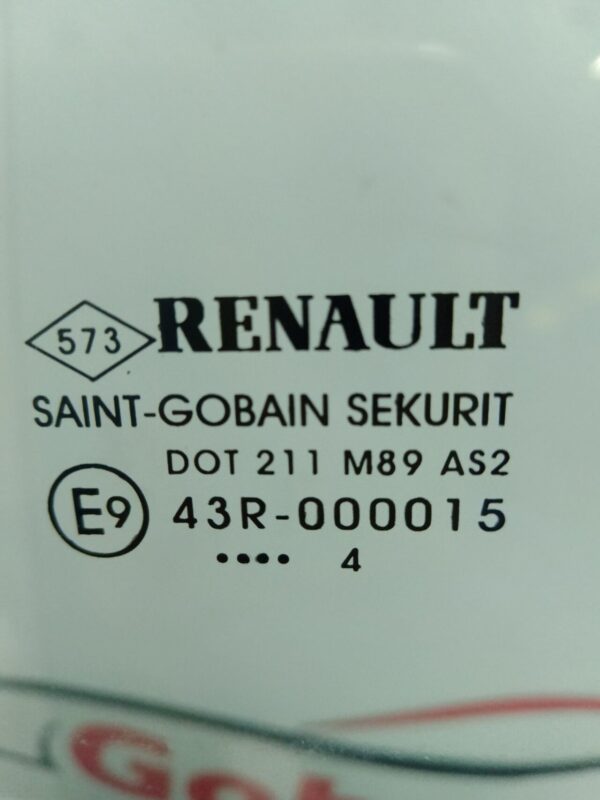 573 RENAULT
SAINT-GOBAIN SEKURIT
DOT 211 M89 AS2
E9 43R-000015
•••• 4